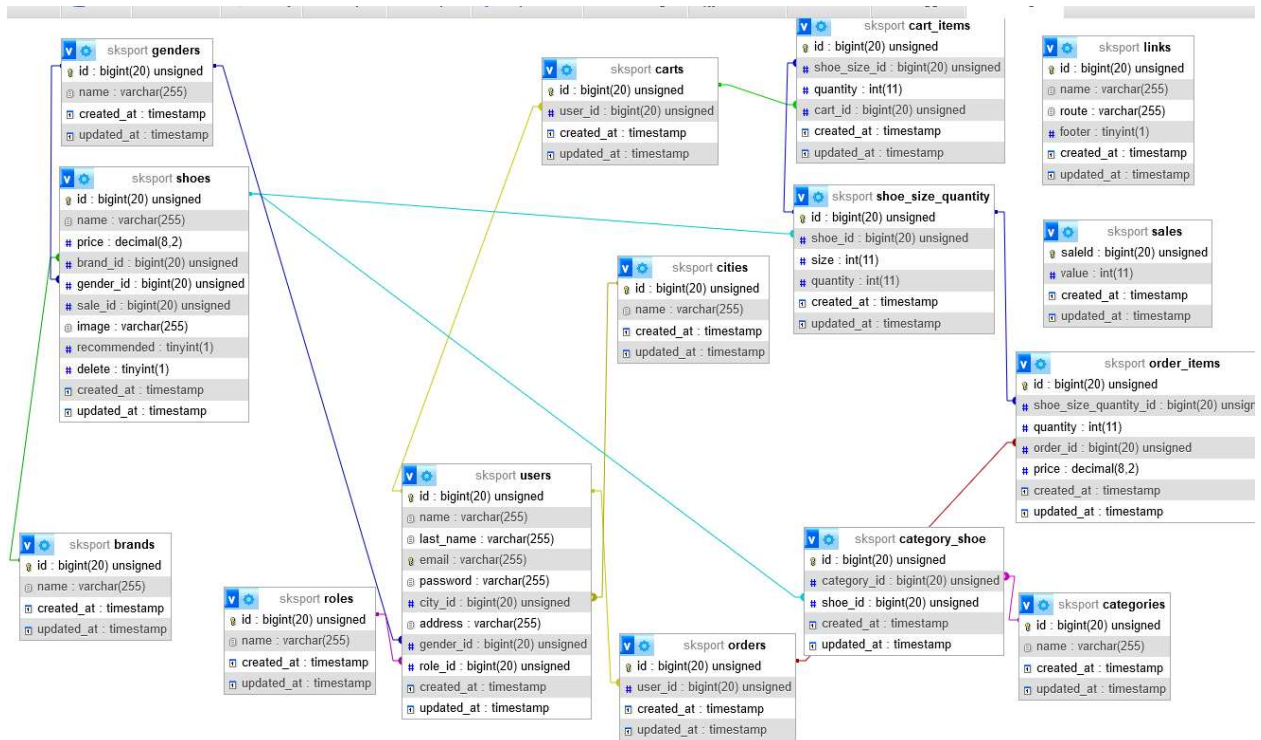 sksport genders
id : bigint(20) unsigned
name : varchar(255)
created_at : timestamp
updated_at : timestamp
sksport shoes
id : bigint(20) unsigned
name : varchar(255)
price : decimal(8,2)
brand_id : bigint(20) unsigned
gender_id : bigint(20) unsigned
sale_id : bigint(20) unsigned
image : varchar(255)
recommended : tinyint(1)
delete : tinyint(1)
created_at : timestamp
updated_at : timestamp
sksport brands
id : bigint(20) unsigned
name : varchar(255)
created_at : timestamp
updated_at : timestamp
sksport roles
id : bigint(20) unsigned
name : varchar(255)
created_at : timestamp
updated_at : timestamp
sksport carts
id : bigint(20) unsigned
user_id : bigint(20) unsigned
created_at : timestamp
updated_at : timestamp
sksport users
id : bigint(20) unsigned
name : varchar(255)
last_name : varchar(255)
email : varchar(255)
password : varchar(255)
city_id : bigint(20) unsigned
address : varchar(255)
gender_id : bigint(20) unsigned
role_id : bigint(20) unsigned
created_at : timestamp
updated_at : timestamp
sksport cities
id : bigint(20) unsigned
name : varchar(255)
created_at : timestamp
updated_at : timestamp
sksport orders
id : bigint(20) unsigned
user_id : bigint(20) unsigned
created_at : timestamp
updated_at : timestamp
sksport cart_items
id : bigint(20) unsigned
shoe_size_id : bigint(20) unsigned
quantity : int(11)
cart_id : bigint(20) unsigned
created_at : timestamp
updated_at : timestamp
sksport shoe_size_quantity
id : bigint(20) unsigned
shoe_id : bigint(20) unsigned
size : int(11)
quantity : int(11)
created_at : timestamp
updated_at : timestamp
sksport category_shoe
id : bigint(20) unsigned
category_id : bigint(20) unsigned
shoe_id : bigint(20) unsigned
created_at : timestamp
updated_at : timestamp
sksport links
id : bigint(20) unsigned
name : varchar(255)
route : varchar(255)
footer : tinyint(1)
created_at : timestamp
updated_at : timestamp
sksport sales
saleId : bigint(20) unsigned
value : int(11)
created_at : timestamp
updated_at : timestamp
sksport order_items
id : bigint(20) unsigned
shoe_size_quantity_id : bigint(20) unsigr
quantity : int(11)
order_id : bigint(20) unsigned
price : decimal(8,2)
created_at : timestamp
updated_at : timestamp
sksport categories
id : bigint(20) unsigned
name : varchar(255)
created_at : timestamp
updated_at : timestamp